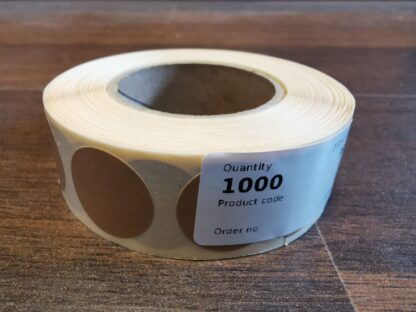 Quantity
1000
Product code
Order no